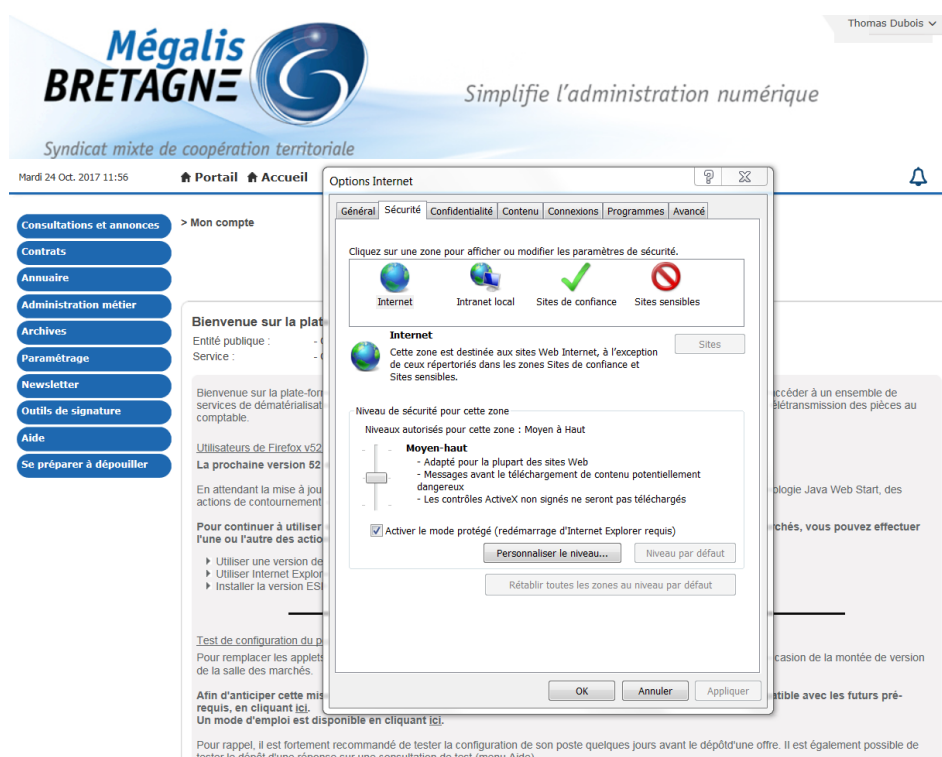 Thomas Dubois
Mégalis
BRETAGNE
Simplifie l'administration numérique
Syndicat mixte de coopération territoriale
Mardi 24 Oct. 2017 11:56
Portail Accueil
Consultations et annonces
Contrats
Annuaire
Administration métier
Archives
Paramétrage
Newsletter
Outils de signature
Aide
Se préparer à dépouiller
> Mon compte
Bienvenue sur la plat
Entité publique : -
Service : -
Bienvenue sur la plate-for
accéder à un ensemble de
services de dématérialisat
élétransmission des pièces au
comptable.
Utilisateurs de Firefox v52
La prochaine version 52
En attendant la mise à jou
ologie Java Web Start, des
actions de contournement
Pour continuer à utiliser
rchés, vous pouvez effectuer
l'une ou l'autre des actio
Utiliser une version de
Utiliser Internet Explor
Installer la version ES
Test de configuration du p
Pour remplacer les applets
casion de la montée de version
de la salle des marchés.
Afin d'anticiper cette mis
atible avec les futurs pré-
requis, en cliquant ici.
Un mode d'emploi est disponible en cliquant ici.
Pour rappel, il est fortement recommandé de tester la configuration de son poste quelques jours avant le dépôtd'une offre. Il est également possible de
tester le dépôt d'une réponse sur une consultation de test (menu Aide)
Options Internet
Général Sécurité Confidentialité Contenu Connexions Programmes Avancé
Cliquez sur une zone pour afficher ou modifier les paramètres de sécurité.
Internet Intranet local Sites de confiance Sites sensibles
Internet
Sites
Cette zone est destinée aux sites Web Internet, à l'exception
de ceux répertoriés dans les zones Sites de confiance et
Sites sensibles.
Niveau de sécurité pour cette zone
Niveaux autorisés pour cette zone : Moyen à Haut
Moyen-haut
- Adapté pour la plupart des sites Web
- Messages avant le téléchargement de contenu potentiellement
dangereux
- Les contrôles ActiveX non signés ne seront pas téléchargés
Activer le mode protégé (redémarrage d'Internet Explorer requis)
Personnaliser le niveau... Niveau par défaut
Rétablir toutes les zones au niveau par défaut
OK Annuler Appliquer